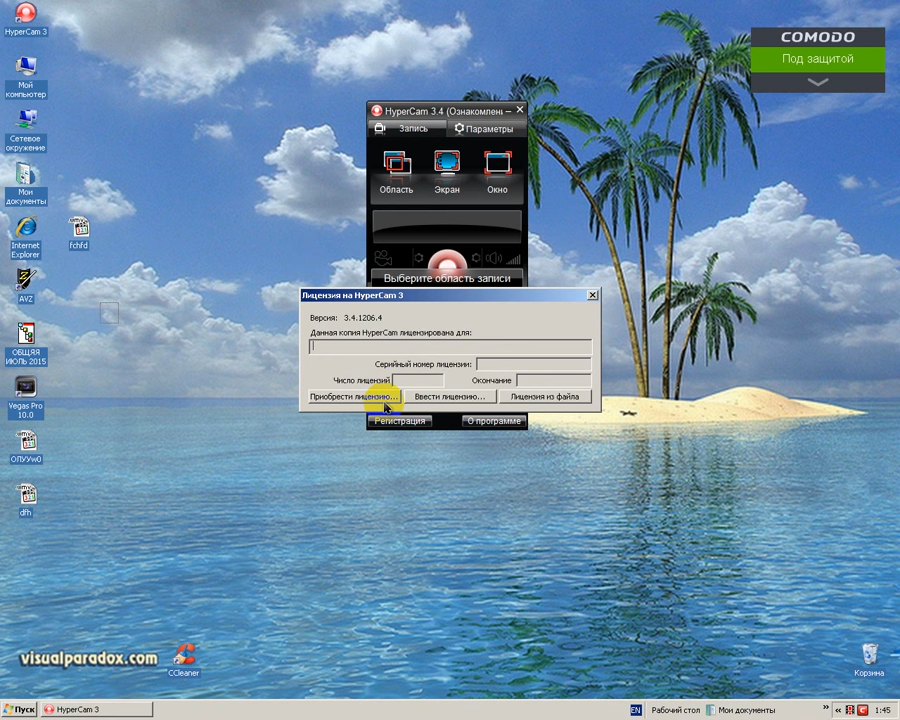 HyperCam 3
Мой
компьютер
Сетевое
окружение
Мои
документы
Internet
Explorer
fchfd
AVZ
ОБЩЯЯ
ИЮЛЬ 2015
Vegas Pro
10.0
ОЛУУw0
dfh
CCleaner
Корзина
visualparadox.com
COMODO
Под защитой
HyperCam 3.4 (Ознакомлен
Запись
Параметры
Область
Экран
Окно
Выберите область записи
Лицензия на HyperCam 3
Версия: 3.4.1206.4
Данная копия HyperCam лицензирована для:
Серийный номер лицензии:
Число лицензий
Окончание
Приобрести лицензию...
Ввести лицензию...
Лицензия из файла
Регистрация
О программе
Пуск
HyperCam 3
EN
Рабочий стол
Мои документы
»
«
1:45